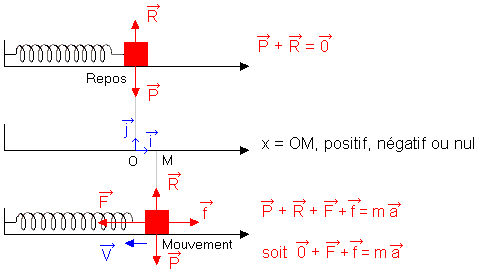 R⃗
P⃗ + R⃗ = 0⃗
Repos
P⃗
j⃗
i⃗
x = OM, positif, négatif ou nul
O
M
R⃗
F⃗
f⃗
P⃗ + R⃗ + F⃗ + f⃗ = m a⃗
V⃗
Mouvement
soit 0⃗ + F⃗ + f⃗ = m a⃗
P⃗